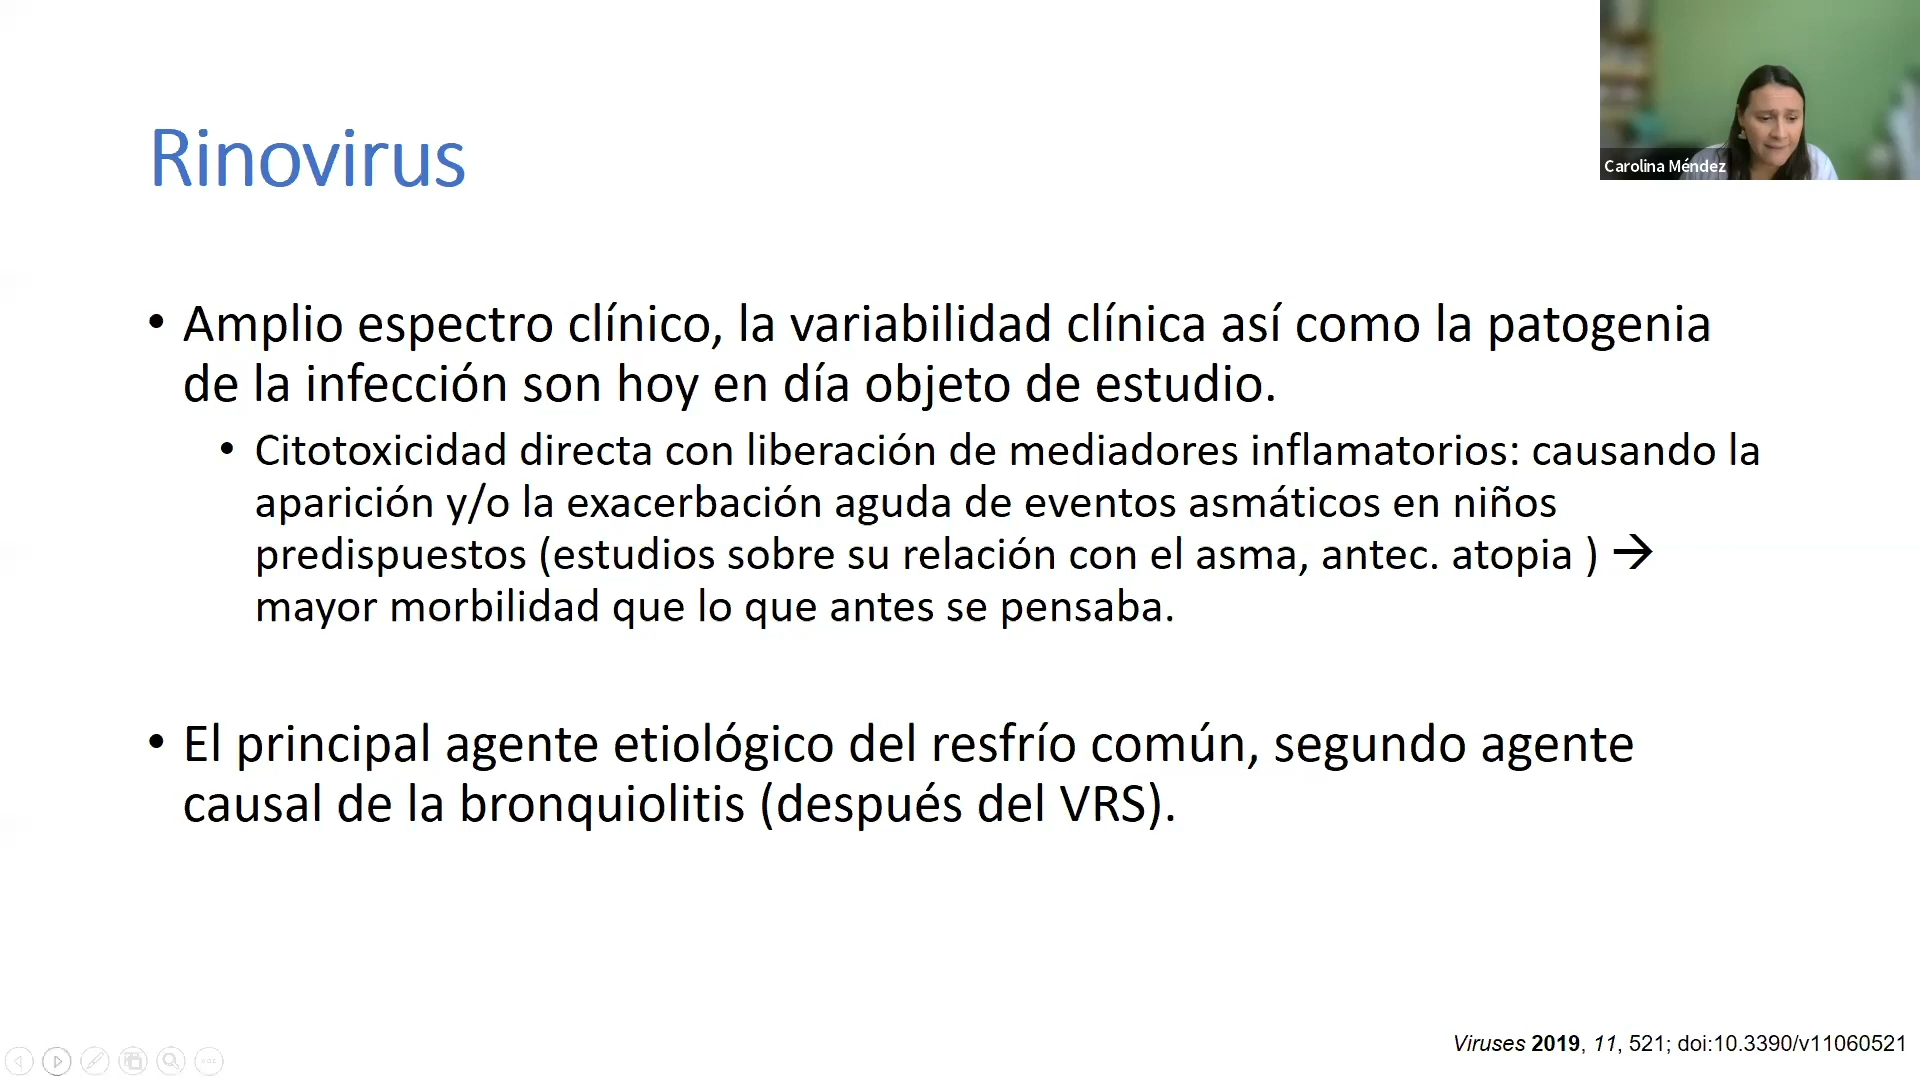 Carolina Méndez
Rinovirus
• Amplio espectro clínico, la variabilidad clínica así como la patogenia
de la infección son hoy en día objeto de estudio.
• Citotoxicidad directa con liberación de mediadores inflamatorios: causando la
aparición y/o la exacerbación aguda de eventos asmáticos en niños
predispuestos (estudios sobre su relación con el asma, antec. atopia ) →
mayor morbilidad que lo que antes se pensaba.
• El principal agente etiológico del resfrío común, segundo agente
causal de la bronquiolitis (después del VRS).
Viruses 2019, 11, 521; doi:10.3390/v11060521